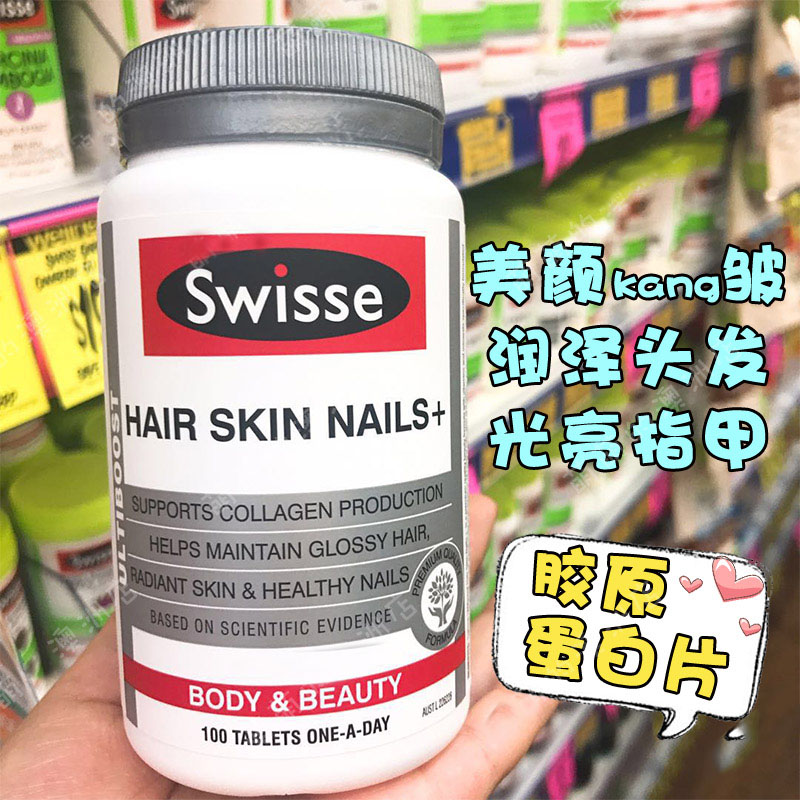 Swisse
HAIR SKIN NAILS+
ULTIBOOST
SUPPORTS COLLAGEN PRODUCTION
HELPS MAINTAIN GLOSSY HAIR,
RADIANT SKIN & HEALTHY NAILS
BASED ON SCIENTIFIC EVIDENCE
PREMIUM QUALITY
FORMULA
BODY & BEAUTY
100 TABLETS ONE-A-DAY
美颜kang皱
润泽头发
光亮指甲
胶原
蛋白片